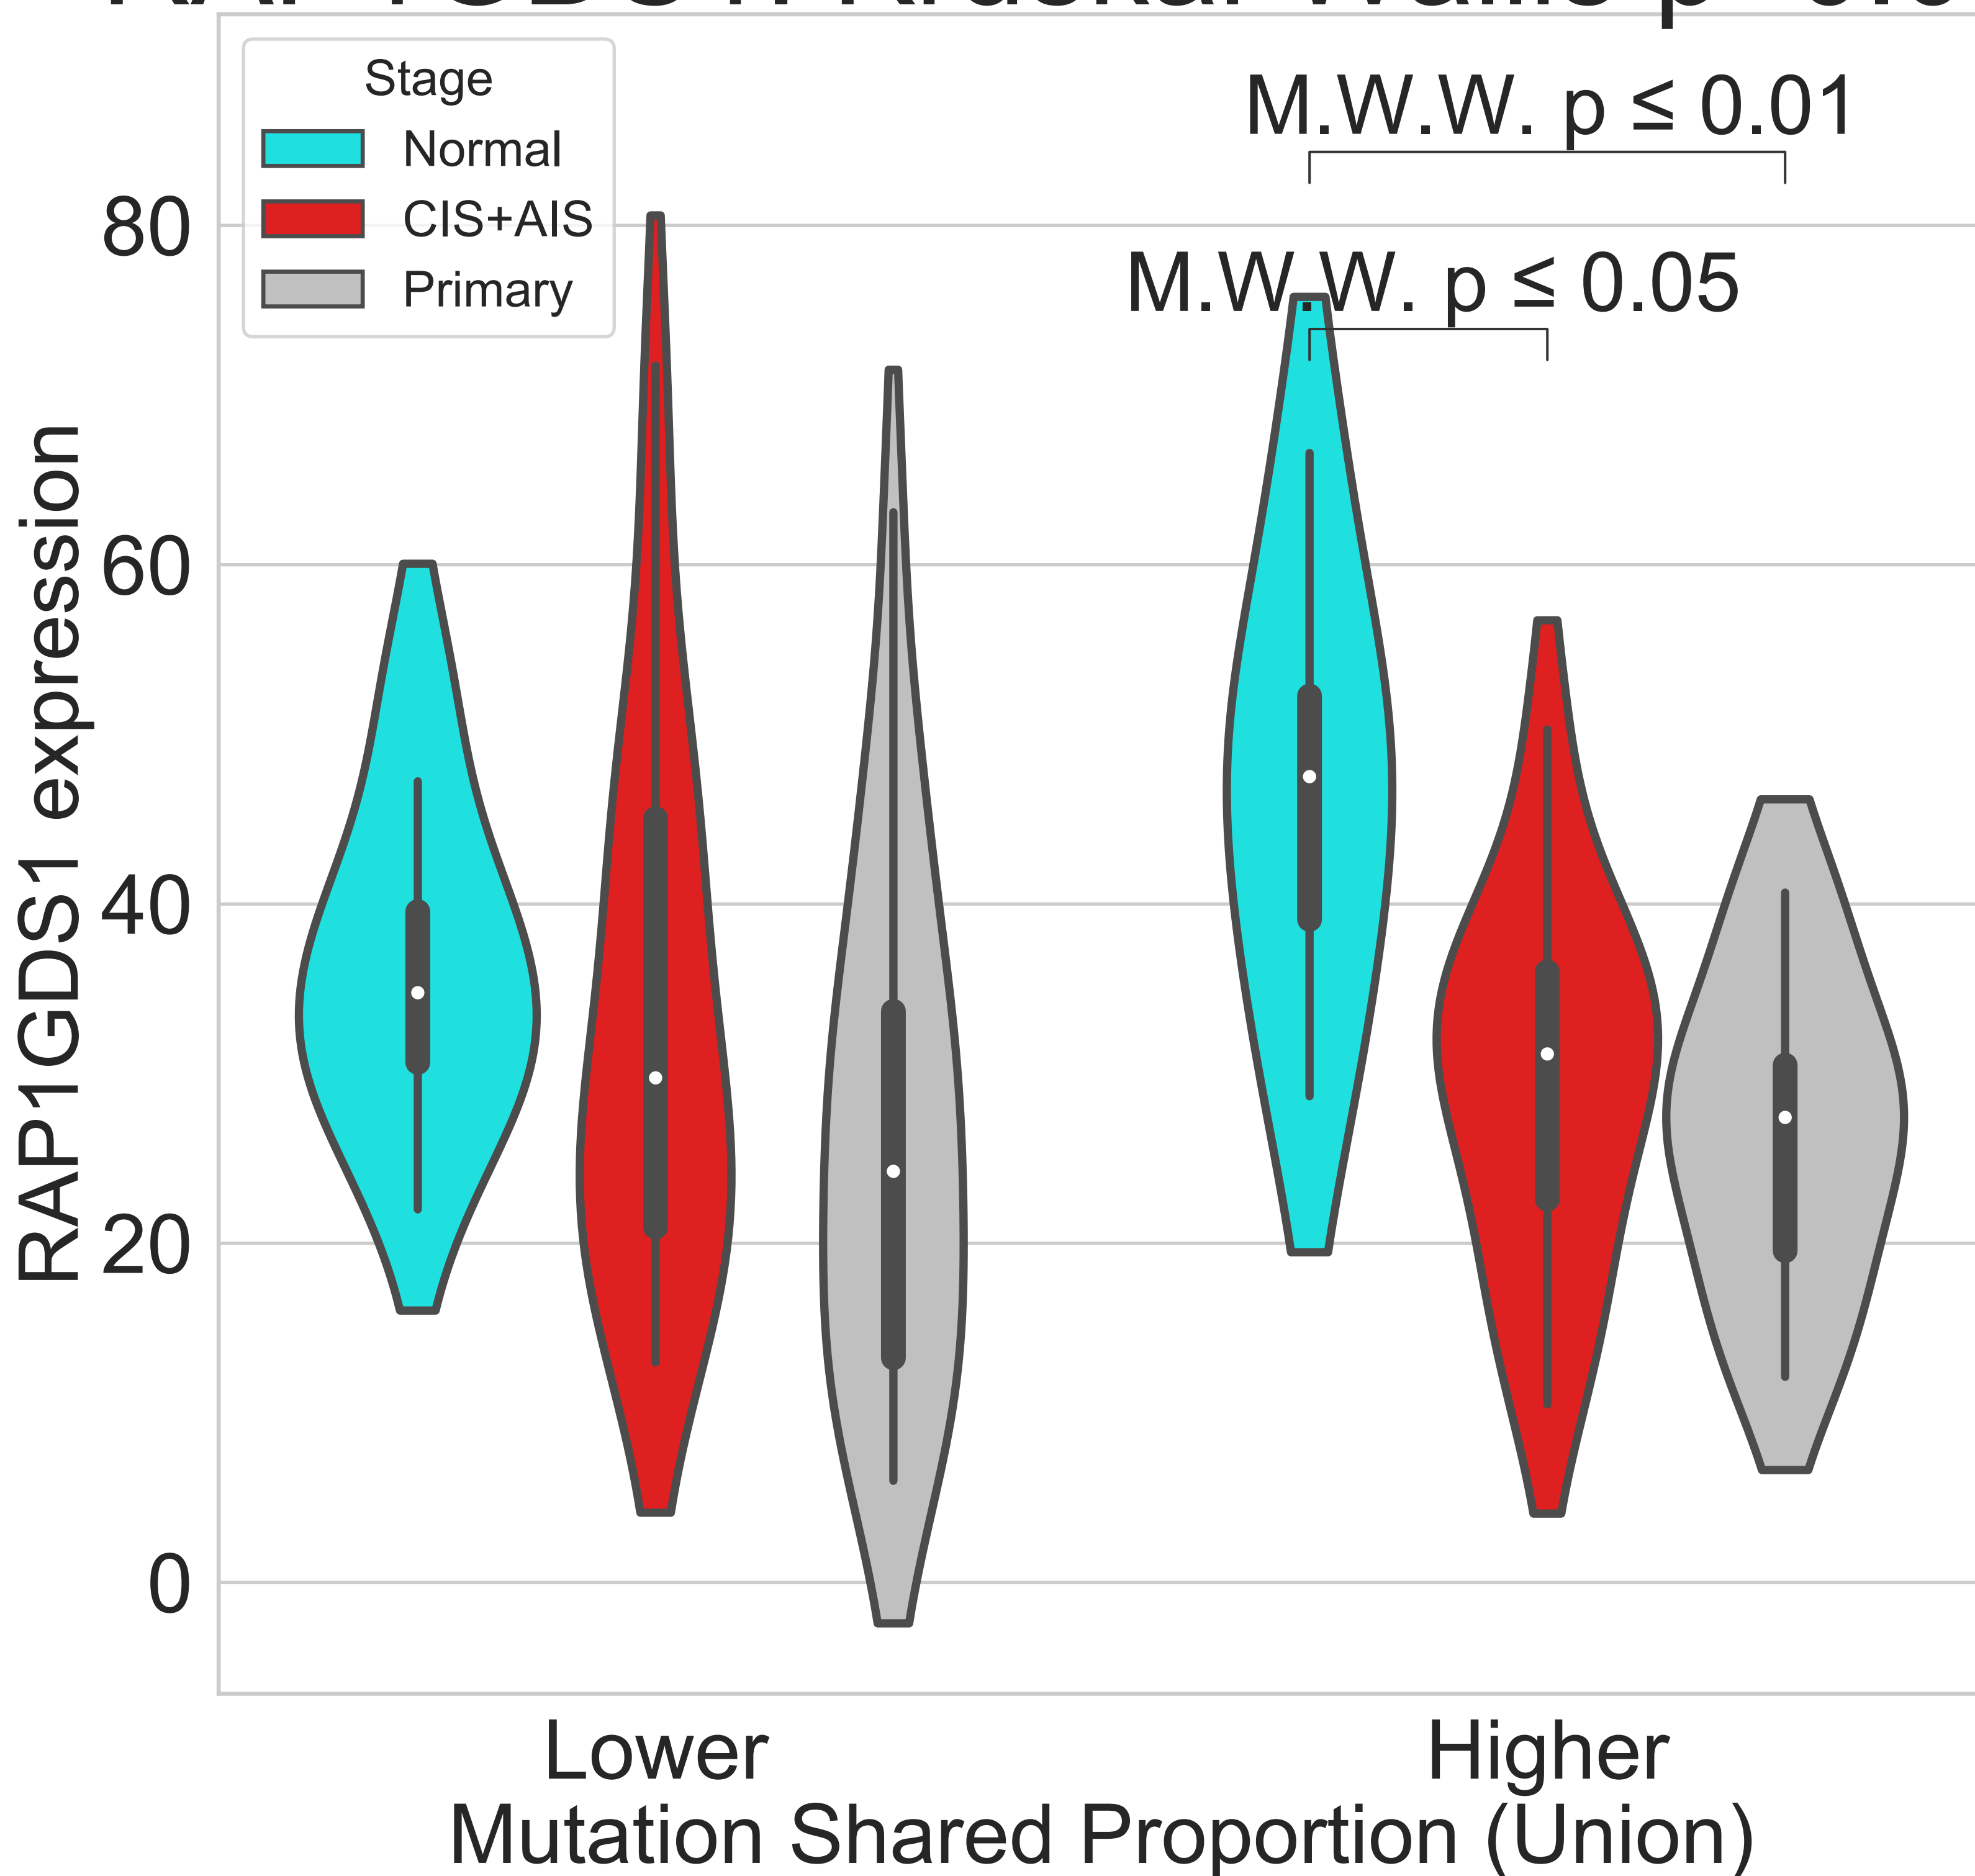 Stage
Normal
CIS+AIS
Primary
M.W.W. p ≤ 0.01
M.W.W. p ≤ 0.05
80
60
40
20
0
RAP1GDS1 expression
Lower
Higher
Mutation Shared Proportion (Union)